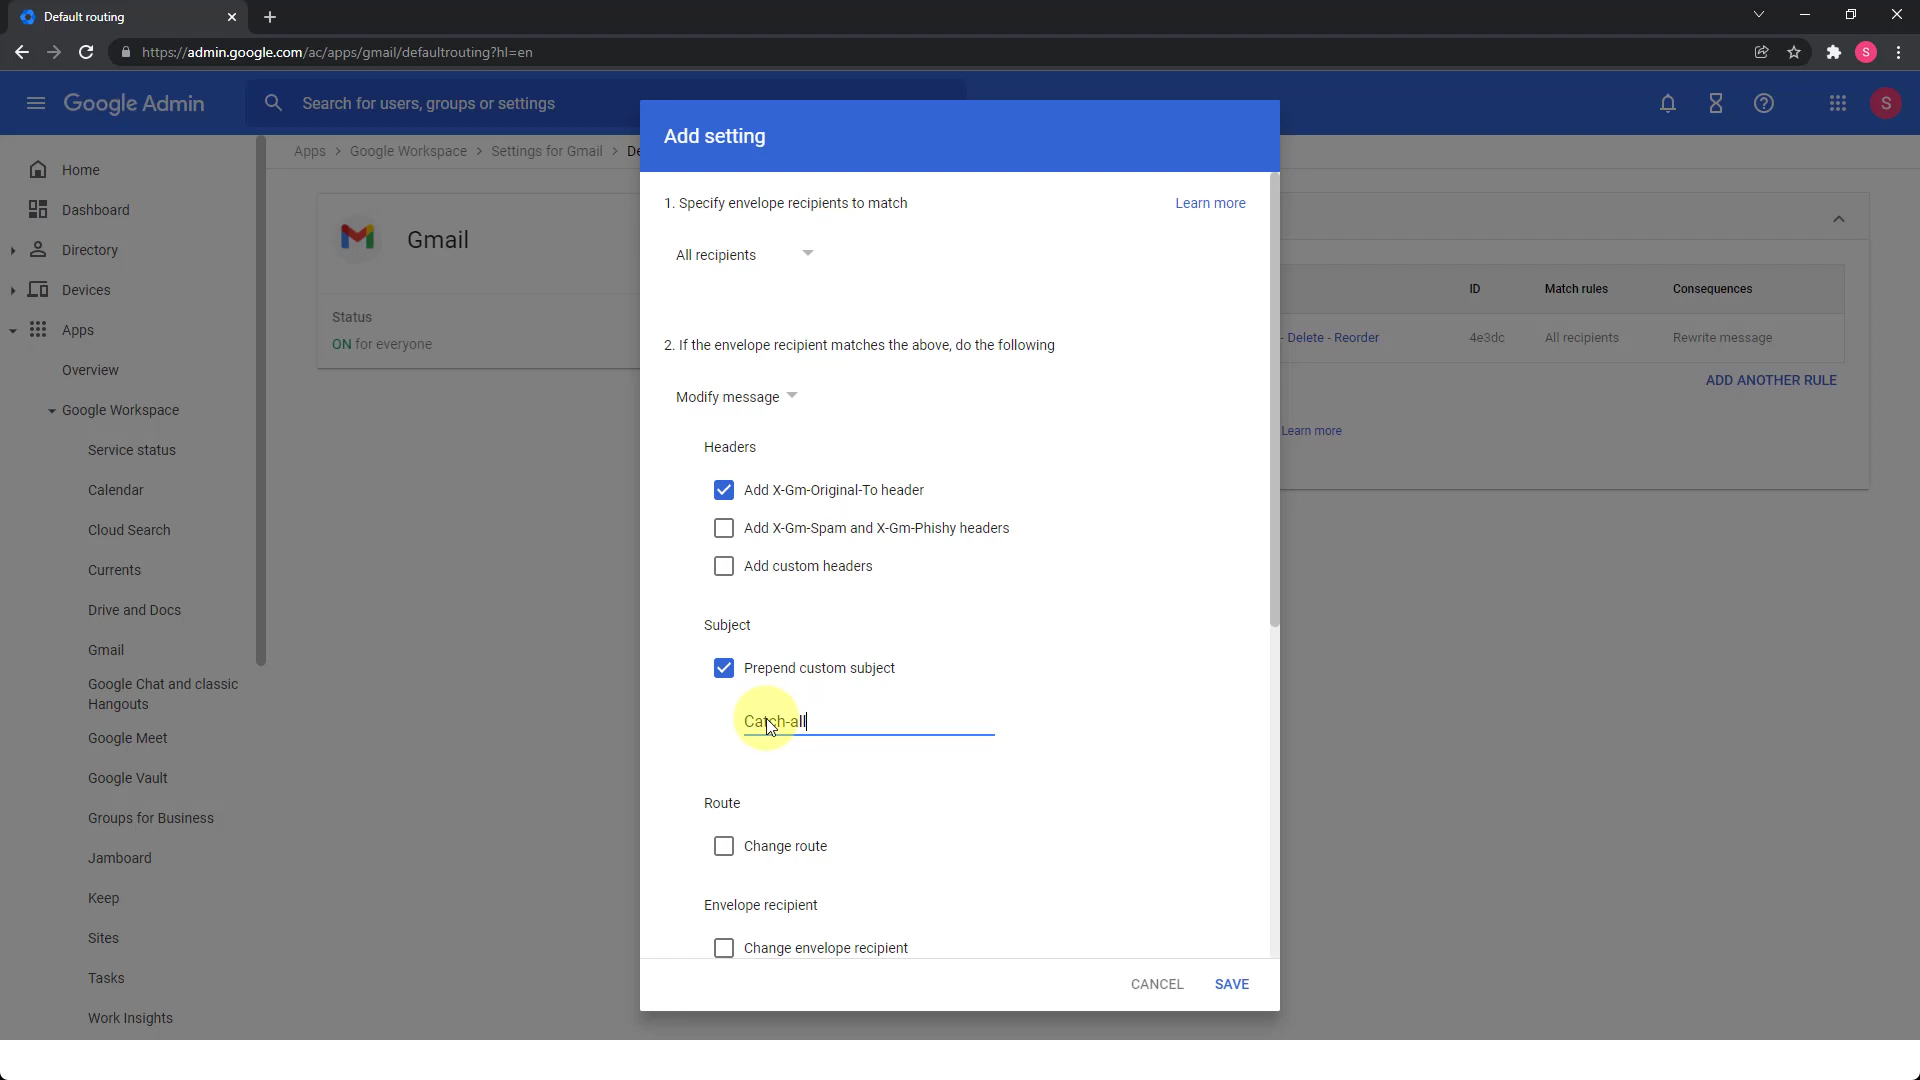 Default routing
https://admin.google.com/ac/apps/gmail/defaultrouting?hl=en
S
Google Admin
Search for users, groups or settings
S
Home
Dashboard
Directory
Devices
Apps
Overview
Google Workspace
Service status
Calendar
Cloud Search
Currents
Drive and Docs
Gmail
Google Chat and classic
Hangouts
Google Meet
Google Vault
Groups for Business
Jamboard
Keep
Sites
Tasks
Work Insights
Apps > Google Workspace > Settings for Gmail > De
Gmail
Status
ON for everyone
Add setting
1. Specify envelope recipients to match
Learn more
All recipients
2. If the envelope recipient matches the above, do the following
Modify message
Headers
Add X-Gm-Original-To header
Add X-Gm-Spam and X-Gm-Phishy headers
Add custom headers
Subject
Prepend custom subject
Catch-all
Route
Change route
Envelope recipient
Change envelope recipient
CANCEL
SAVE
ID
Match rules
Consequences
- Delete - Reorder
4e3dc
All recipients
Rewrite message
ADD ANOTHER RULE
Learn more